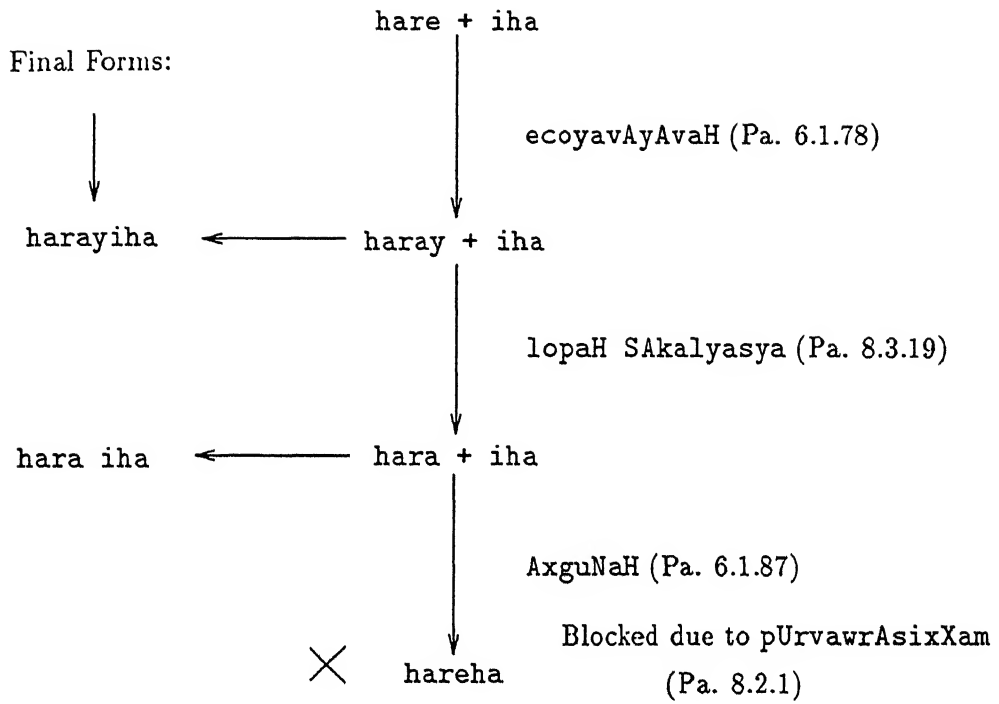 hare + iha
Final Forms:
ecoyavAyAvaH (Pa. 6.1.78)
harayiha
haray + iha
lopaH SAkalyasya (Pa. 8.3.19)
hara iha
hara + iha
AxguNaH (Pa. 6.1.87)
Blocked due to pUrvawrAsixXam
hareha
(Pa. 8.2.1)